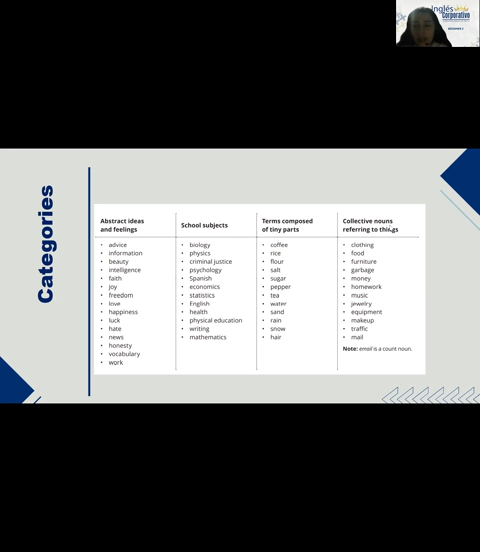 Inglés
Corporativo
Categories
Abstract ideas
and feelings
• advice
• information
• beauty
• intelligence
• faith
• joy
• freedom
• love
• happiness
• luck
• hate
• news
• honesty
• vocabulary
• work
School subjects
• biology
• physics
• criminal justice
• psychology
• Spanish
• economics
• statistics
• English
• health
• physical education
• writing
• mathematics
Terms composed
of tiny parts
• coffee
• rice
• flour
• salt
• sugar
• pepper
• tea
• water
• sand
• rain
• snow
• hair
Collective nouns
referring to things
• clothing
• food
• furniture
• garbage
• money
• homework
• music
• jewelry
• equipment
• makeup
• traffic
• mail
Note: email is a count noun.